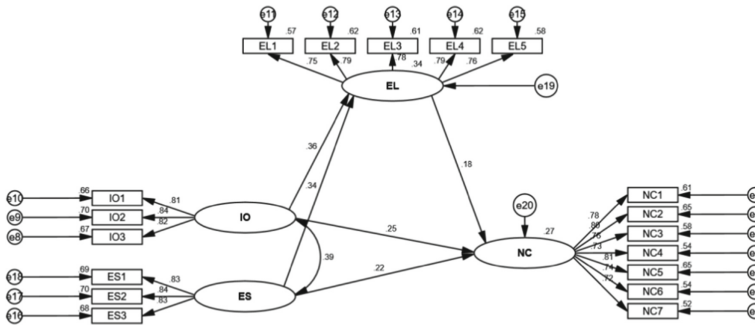 e11 e12 e13 e14 e15
.57 .62 .61 .62 .58
EL1 EL2 EL3 EL4 EL5
.75 .79 .78 .34 .79 .76
EL
e19
.36
.18
.34
e10 .66 IO1 .81
e9 .70 IO2 .84
e8 .67 IO3 .82
IO
e20
.25
.27
NC
.39
.22
e18 .69 ES1 .83
e17 .70 ES2 .84
e16 .68 ES3 .83
ES
.78 NC1 .61 e
.80 NC2 .65 e
.76 NC3 .58 e
.73 NC4 .54 e
.81 NC5 .65 e
.74 NC6 .54 e
.72 NC7 .52 e